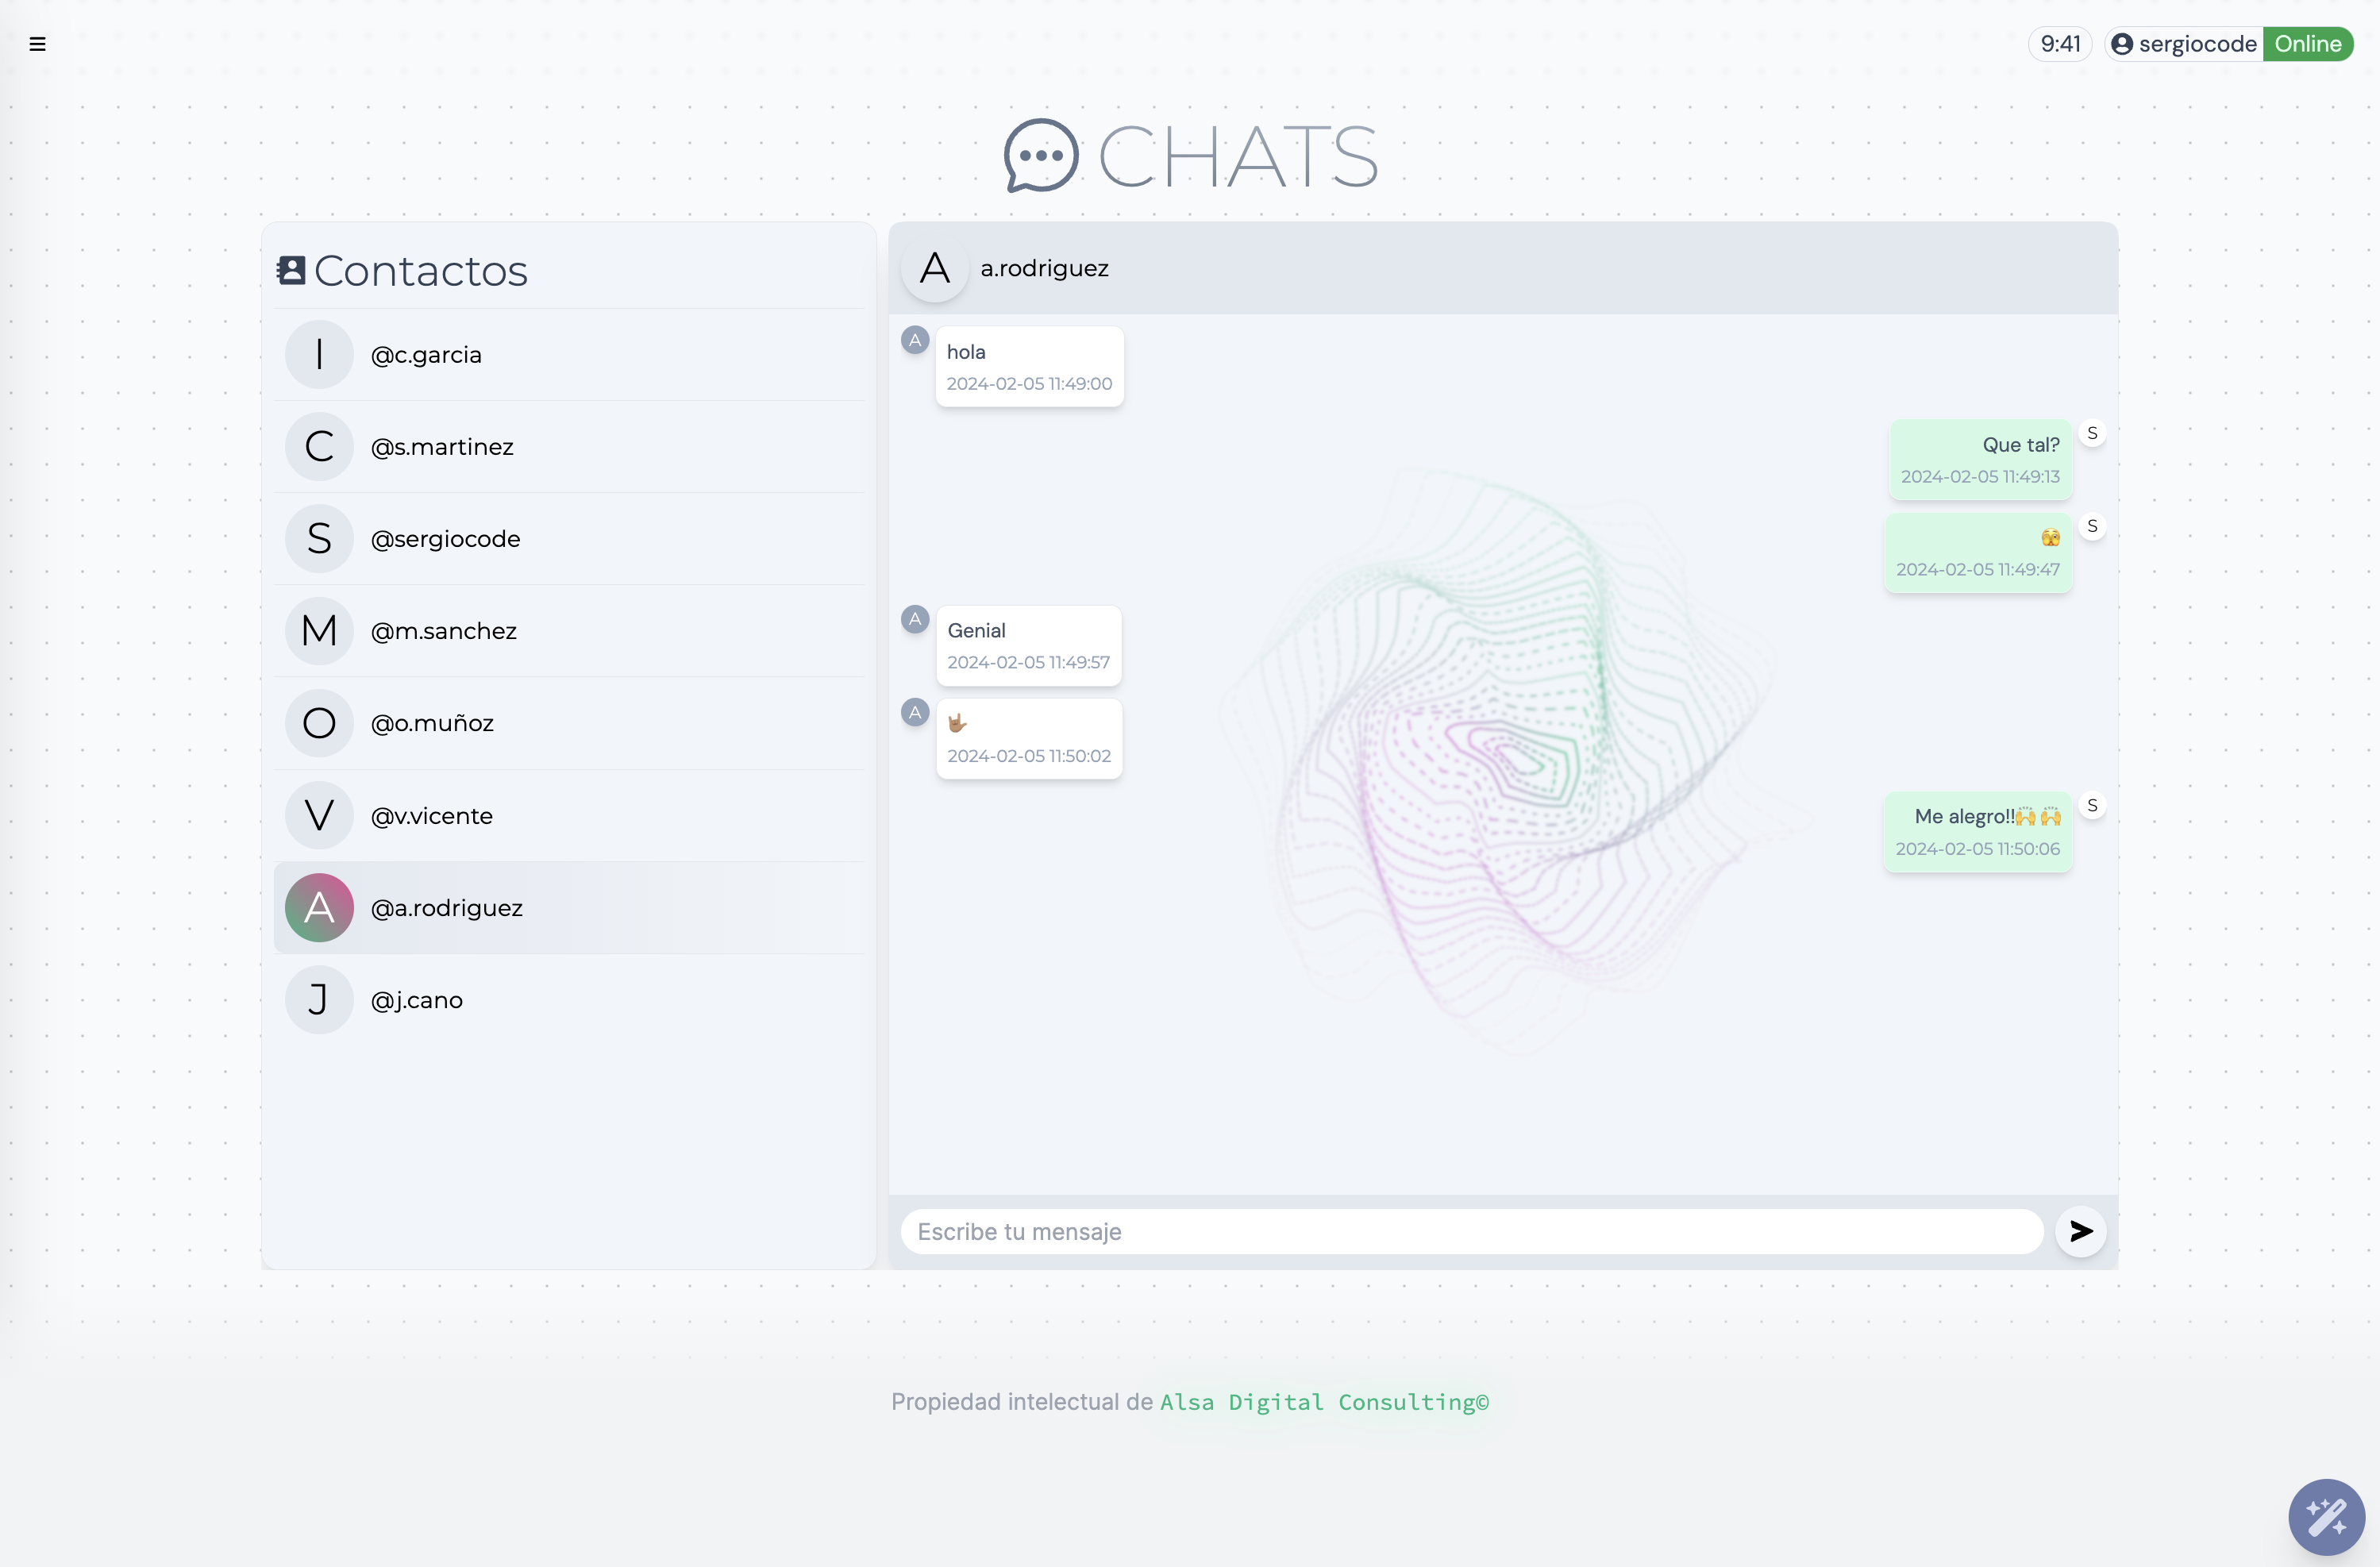 9:41
sergiocode Online
CHATS
Contactos
I @c.garcia
C @s.martinez
S @sergiocode
M @m.sanchez
O @o.muñoz
V @v.vicente
A @a.rodriguez
J @j.cano
A a.rodriguez
A hola
2024-02-05 11:49:00
Que tal? S
2024-02-05 11:49:13
🫣 S
2024-02-05 11:49:47
A Genial
2024-02-05 11:49:57
A 🤟🏽
2024-02-05 11:50:02
Me alegro!!🙌🙌 S
2024-02-05 11:50:06
Escribe tu mensaje
Propiedad intelectual de Alsa Digital Consulting©